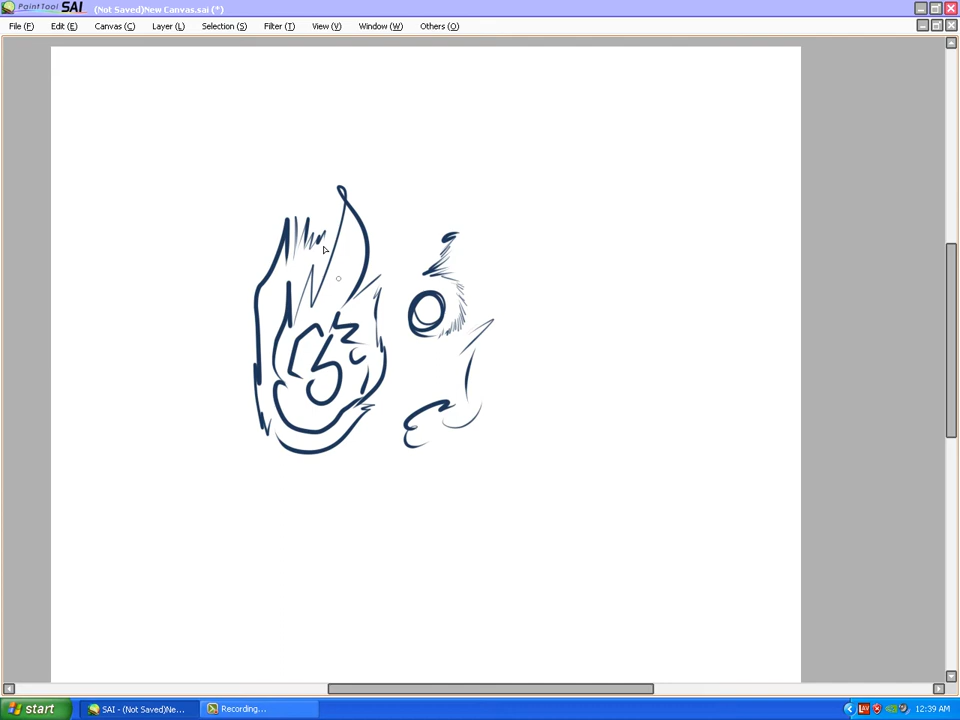 PaintTool SAI (Not Saved)New Canvas.sai (*)
File (F) Edit (E) Canvas (C) Layer (L) Selection (S) Filter (T) View (V) Window (W) Others (O)
start SAI - (Not Saved)Ne... Recording... 12:39 AM